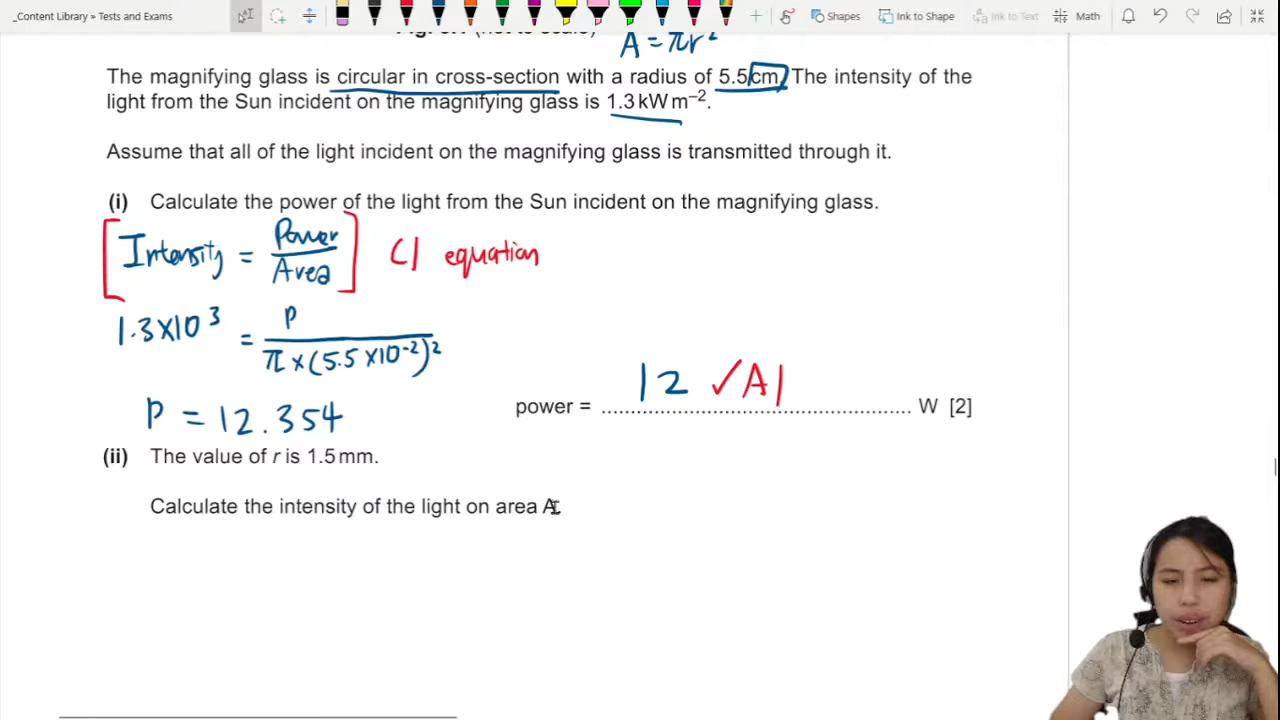 _Content Library » Tests and Exams
Shapes
Ink to Shape
Ink to Text
Math
A = πr²
The magnifying glass is circular in cross-section with a radius of 5.5 cm. The intensity of the
light from the Sun incident on the magnifying glass is 1.3 kW m⁻².
Assume that all of the light incident on the magnifying glass is transmitted through it.
(i) Calculate the power of the light from the Sun incident on the magnifying glass.
[Intensity = Power/Area] C1 equation
1.3×10³ = P/π×(5.5×10⁻²)²
12 ✓A1
power = ............................................................ W [2]
P = 12.354
(ii) The value of r is 1.5 mm.
Calculate the intensity of the light on area A.